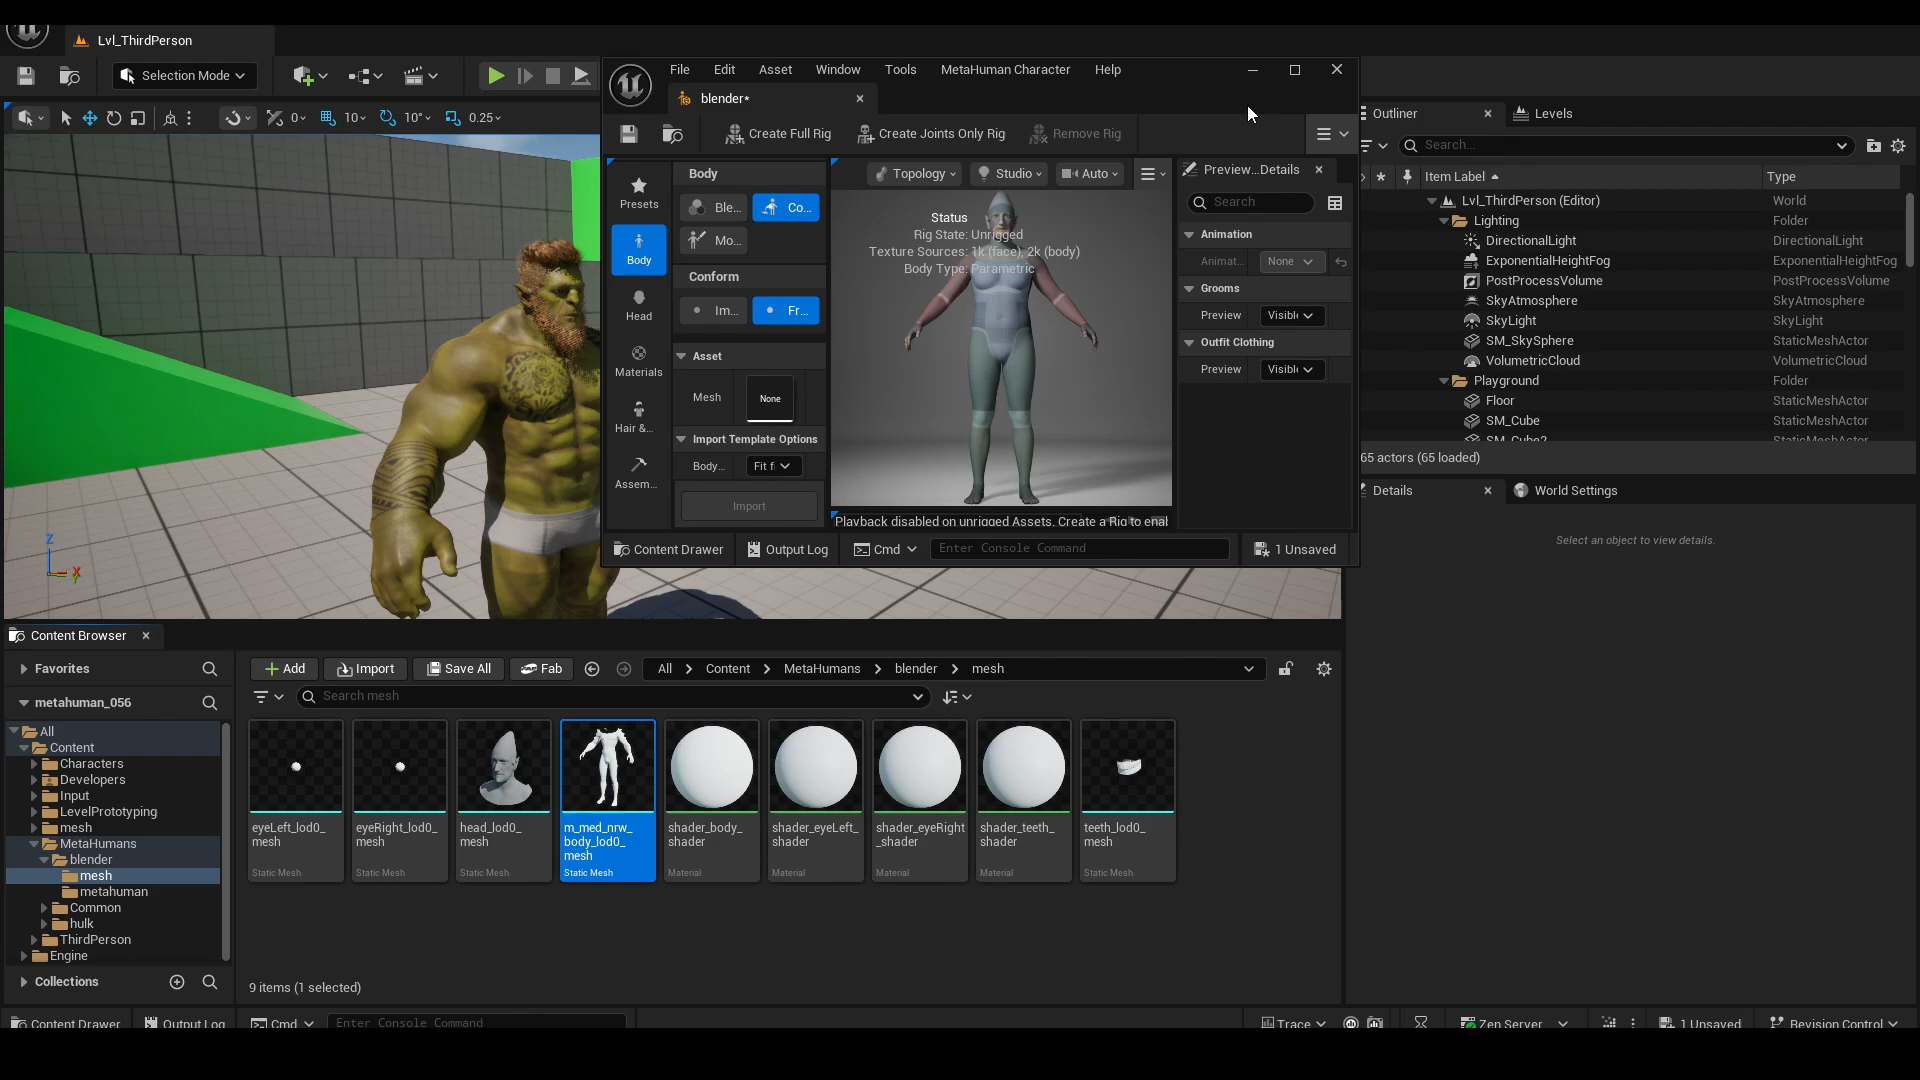 Lvl_ThirdPerson
Selection Mode
0
10
10°
0.25
File Edit Asset Window Tools MetaHuman Character Help
blender*
Create Full Rig Create Joints Only Rig Remove Rig
Presets
Body
Head
Materials
Hair &...
Assem...
Body
Ble... Co...
Mo...
Conform
Im... Fr...
Asset
Mesh None
Import Template Options
Body... Fit f
Import
Topology Studio Auto
Status
Rig State: Unrigged
Texture Sources: 1k (face), 2k (body)
Body Type: Parametric
Playback disabled on unrigged Assets. Create a Rig to enal
Preview...Details
Search
Animation
Animat... None
Grooms
Preview Visibl
Outfit Clothing
Preview Visibl
Content Drawer Output Log Cmd Enter Console Command 1 Unsaved
Outliner Levels
Search...
Item Label Type
Lvl_ThirdPerson (Editor) World
Lighting Folder
DirectionalLight DirectionalLight
ExponentialHeightFog ExponentialHeightFog
PostProcessVolume PostProcessVolume
SkyAtmosphere SkyAtmosphere
SkyLight SkyLight
SM_SkySphere StaticMeshActor
VolumetricCloud VolumetricCloud
Playground Folder
Floor StaticMeshActor
SM_Cube StaticMeshActor
SM_Cube2 StaticMeshActor
65 actors (65 loaded)
Details World Settings
Select an object to view details.
Z
X
Y
Content Browser
Favorites
metahuman_056
All
Content
Characters
Developers
Input
LevelPrototyping
mesh
MetaHumans
blender
mesh
metahuman
Common
hulk
ThirdPerson
Engine
Collections
Add Import Save All Fab All > Content > MetaHumans > blender > mesh
Search mesh
eyeLeft_lod0_
mesh
Static Mesh
eyeRight_lod0_
mesh
Static Mesh
head_lod0_
mesh
Static Mesh
m_med_nrw_
body_lod0_
mesh
Static Mesh
shader_body_
shader
Material
shader_eyeLeft_
shader
Material
shader_eyeRight
_shader
Material
shader_teeth_
shader
Material
teeth_lod0_
mesh
Static Mesh
9 items (1 selected)
Content Drawer Output Log Cmd Enter Console Command Trace Zen Server 1 Unsaved Revision Control